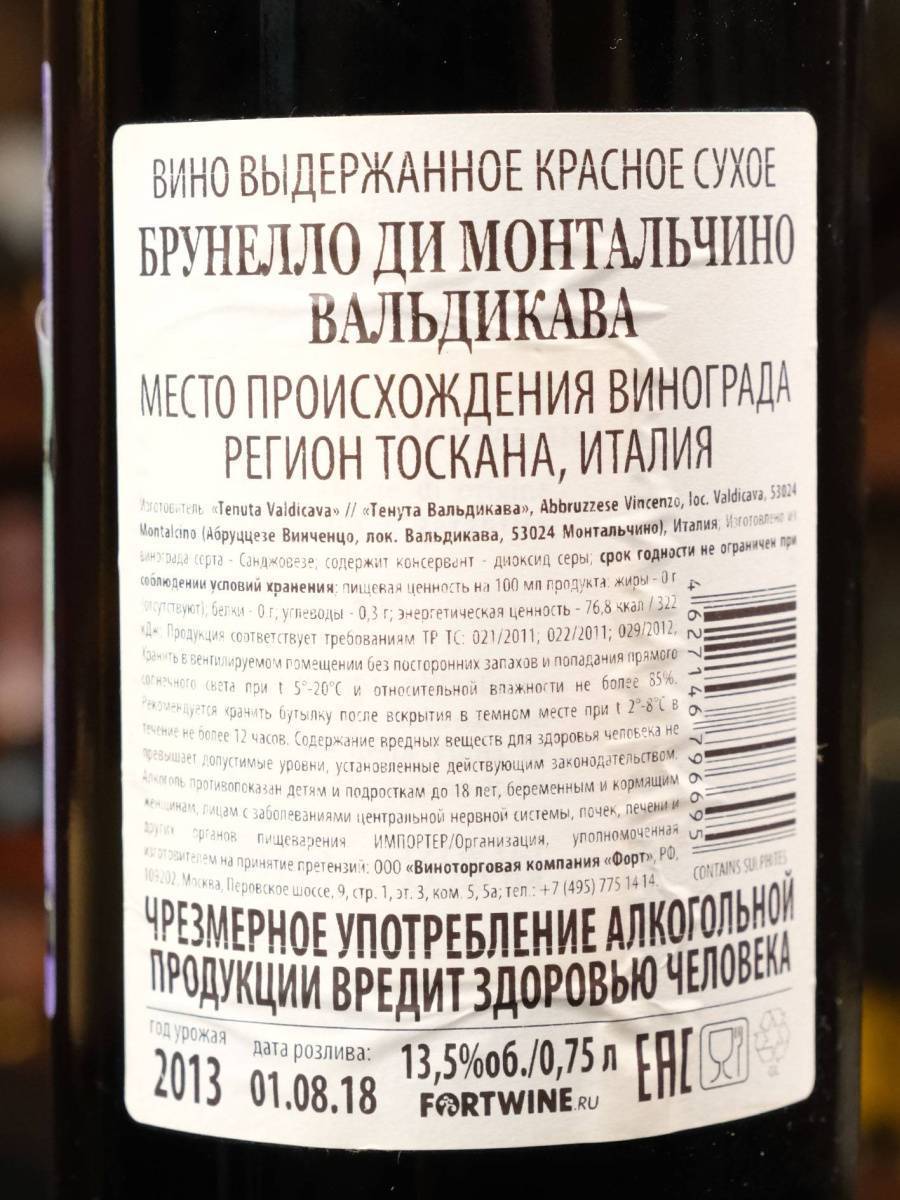 ВИНО ВЫДЕРЖАННОЕ КРАСНОЕ СУХОЕ
БРУНЕЛЛО ДИ МОНТАЛЬЧИНО
ВАЛЬДИКАВА
МЕСТО ПРОИСХОЖДЕНИЯ ВИНОГРАДА
РЕГИОН ТОСКАНА, ИТАЛИЯ
Изготовитель «Tenuta Valdicava» // «Тенута Вальдикава», Abbruzzese Vincenzo, loc. Valdicava, 53024
Montalcino (Абруццезе Винченцо, лок. Вальдикава, 53024 Монтальчино), Италия; Изготовлено из
винограда сорта - Санджовезе; содержит консервант - диоксид серы; срок годности не ограничен при
соблюдении условий хранения; пищевая ценность на 100 мл продукта: жиры - 0 г
(отсутствуют); белки - 0 г; углеводы - 0,3 г; энергетическая ценность - 76,8 ккал / 322
кДж. Продукция соответствует требованиям ТР ТС: 021/2011; 022/2011; 029/2012.
Хранить в вентилируемом помещении без посторонних запахов и попадания прямого
солнечного света при t 5°-20°C и относительной влажности не более 85%.
Рекомендуется хранить бутылку после вскрытия в темном месте при t 2°-8°C в
течение не более 12 часов. Содержание вредных веществ для здоровья человека не
превышает допустимые уровни, установленные действующим законодательством.
Алкоголь противопоказан детям и подросткам до 18 лет, беременным и кормящим
женщинам, лицам с заболеваниями центральной нервной системы, почек, печени и
других органов пищеварения ИМПОРТЕР/Организация, уполномоченная
изготовителем на принятие претензий: ООО «Виноторговая компания «Форт», РФ,
109202, Москва, Перовское шоссе, 9, стр. 1, эт. 3, ком. 5, 5а; тел.: +7 (495) 775 14 14.
4 627146 796695
CONTAINS SULPHITES
ЧРЕЗМЕРНОЕ УПОТРЕБЛЕНИЕ АЛКОГОЛЬНОЙ
ПРОДУКЦИИ ВРЕДИТ ЗДОРОВЬЮ ЧЕЛОВЕКА
год урожая
2013
дата розлива:
01.08.18
13,5%об./0,75 л
FORTWINE.RU
EAC
GL